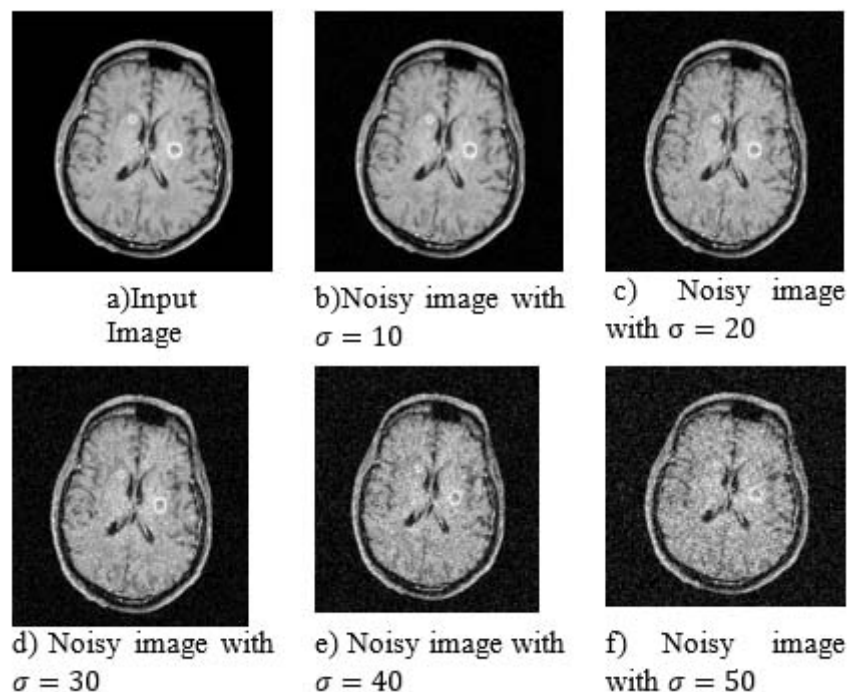 a)Input
Image
b)Noisy image with
σ = 10
c) Noisy image
with σ = 20
d) Noisy image with
σ = 30
e) Noisy image with
σ = 40
f) Noisy image
with σ = 50